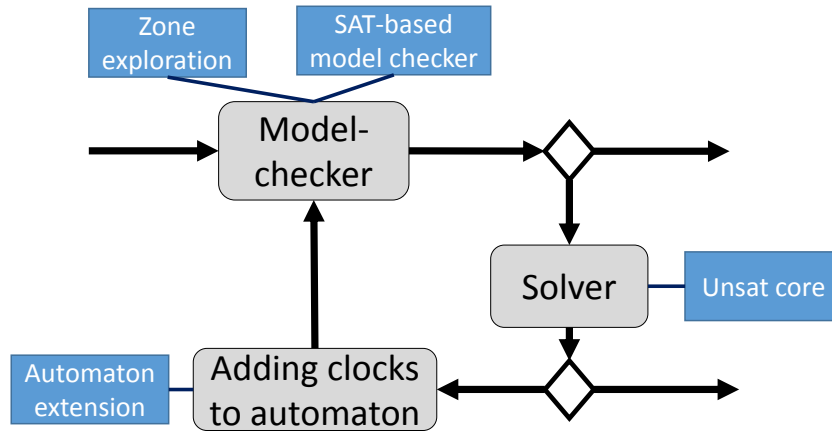 Zone
exploration
SAT-based
model checker
Model-
checker
Solver
Unsat core
Automaton
extension
Adding clocks
to automaton